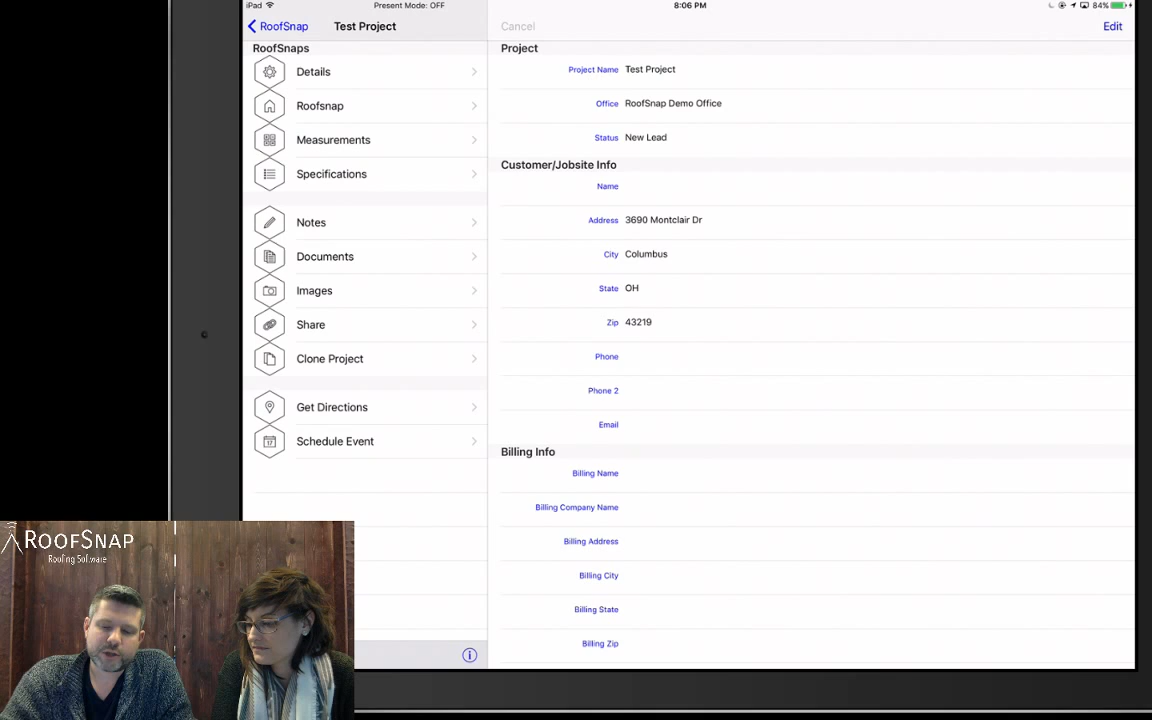 iPad
Present Mode: OFF
8:06 PM
84%
RoofSnap
Test Project
Cancel
Edit
RoofSnaps
Details
Roofsnap
Measurements
Specifications
Notes
Documents
Images
Share
Clone Project
Get Directions
17
Schedule Event
Project
Project Name Test Project
Office RoofSnap Demo Office
Status New Lead
Customer/Jobsite Info
Name
Address 3690 Montclair Dr
City Columbus
State OH
Zip 43219
Phone
Phone 2
Email
Billing Info
Billing Name
Billing Company Name
Billing Address
Billing City
Billing State
Billing Zip
ROOFSNAP
Roofing Software